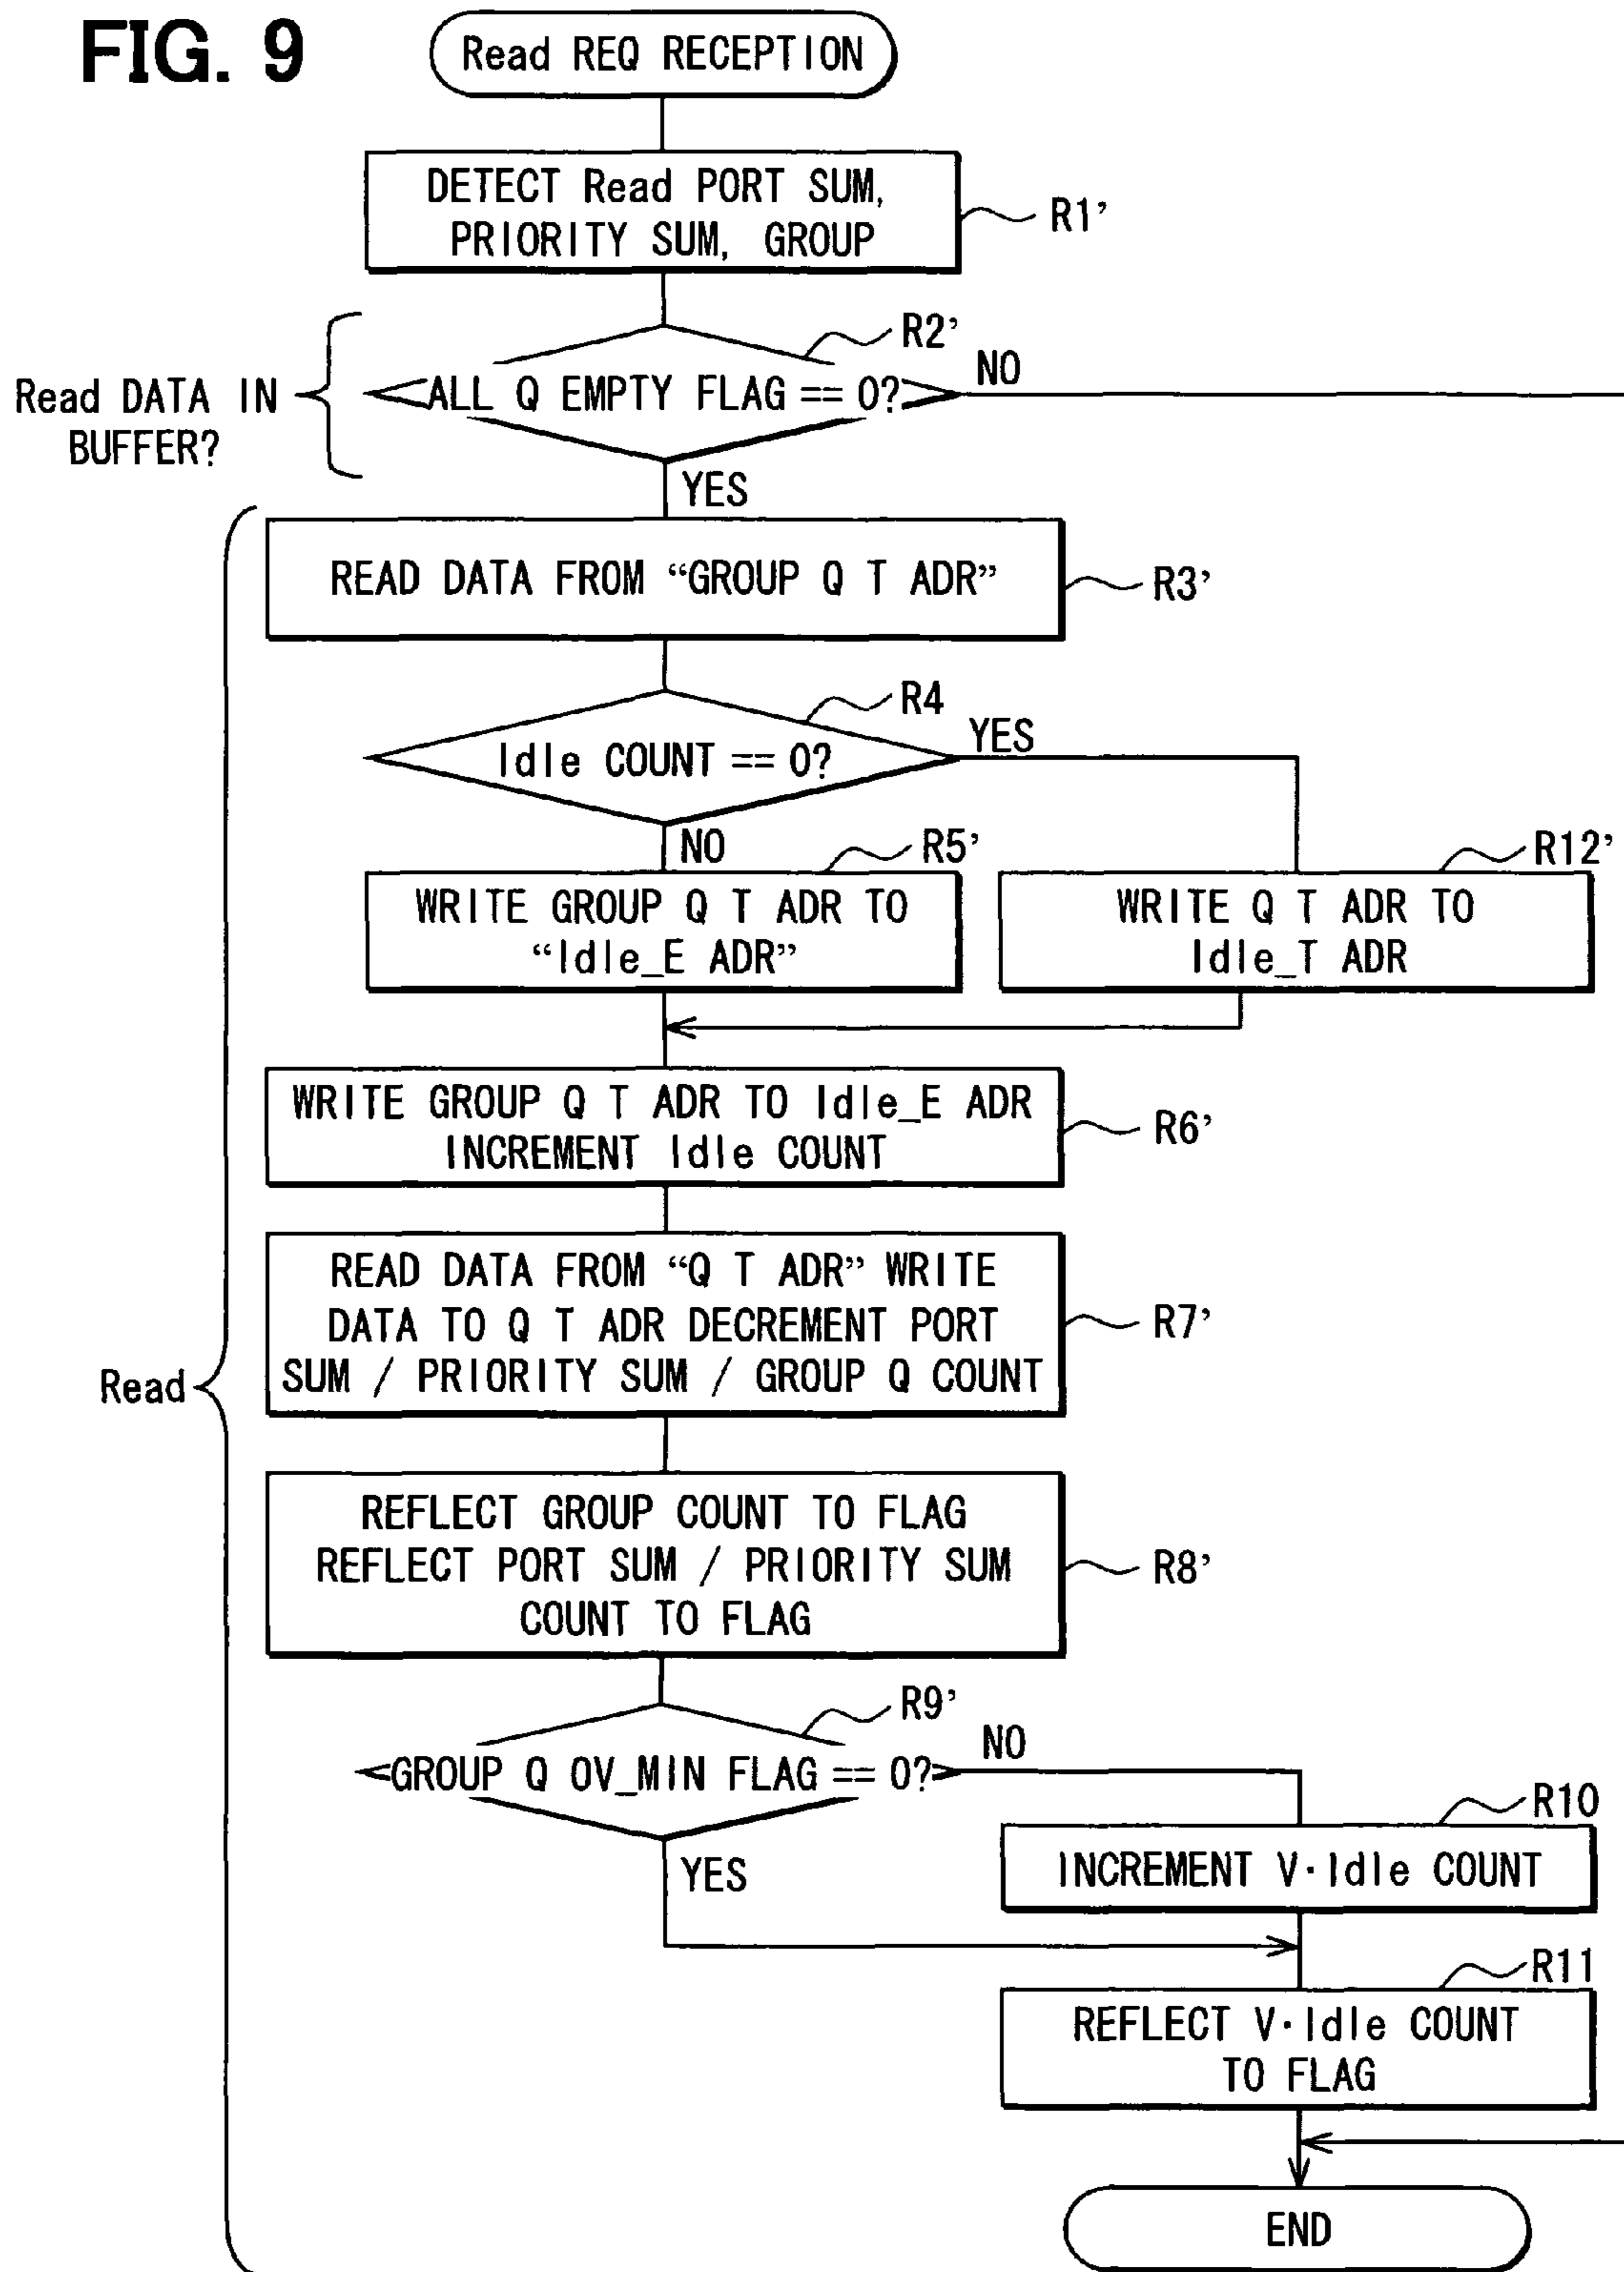 FIG. 9
Read REQ RECEPTION
DETECT Read PORT SUM,
PRIORITY SUM, GROUP
R1’
R2’
ALL Q EMPTY FLAG == 0?
NO
Read DATA IN
BUFFER?
YES
READ DATA FROM “GROUP Q T ADR”
R3’
R4
Idle COUNT == 0?
YES
NO
R5’
WRITE GROUP Q T ADR TO
“Idle_E ADR”
R12’
WRITE Q T ADR TO
Idle_T ADR
WRITE GROUP Q T ADR TO Idle_E ADR
INCREMENT Idle COUNT
R6’
READ DATA FROM “Q T ADR” WRITE
DATA TO Q T ADR DECREMENT PORT
SUM / PRIORITY SUM / GROUP Q COUNT
R7’
Read
REFLECT GROUP COUNT TO FLAG
REFLECT PORT SUM / PRIORITY SUM
COUNT TO FLAG
R8’
R9’
GROUP Q OV_MIN FLAG == 0?
NO
R10
INCREMENT V·Idle COUNT
YES
R11
REFLECT V·Idle COUNT
TO FLAG
END